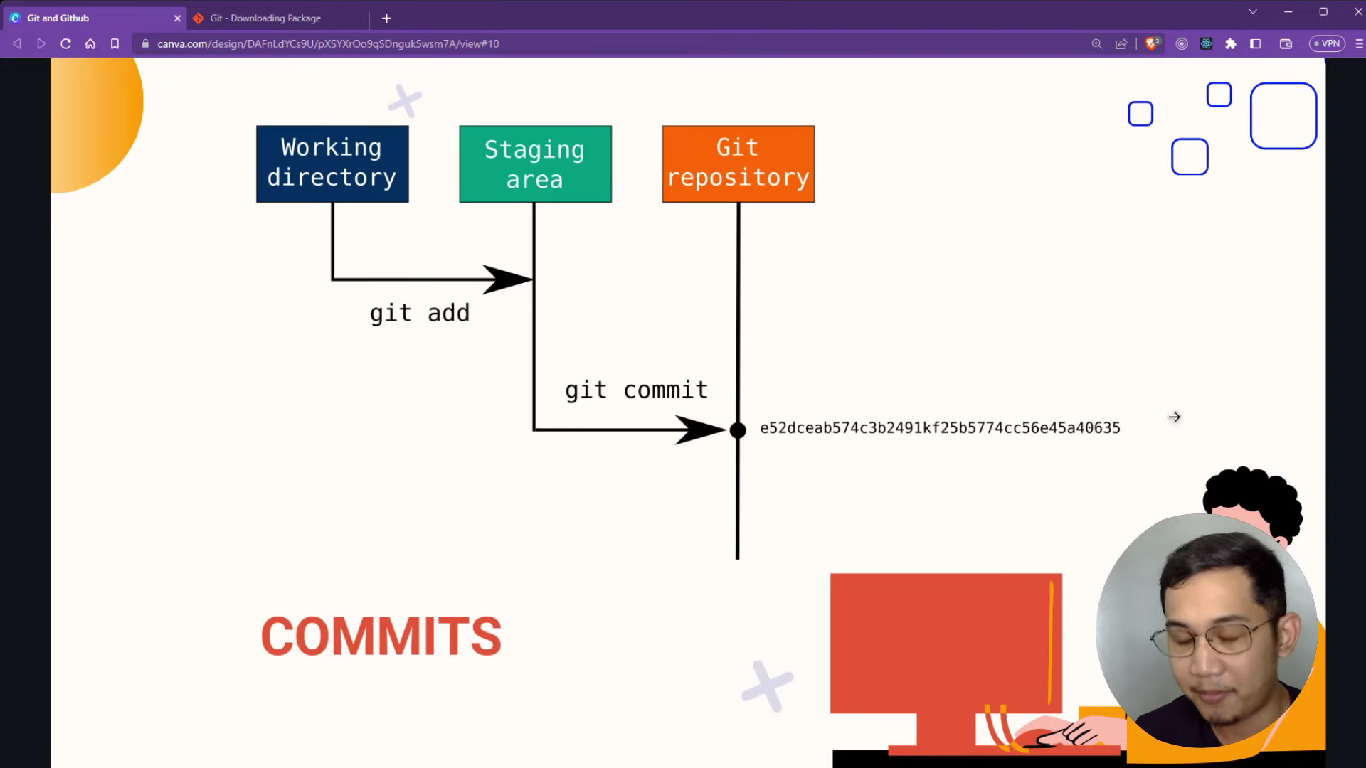 Git and Github
Git - Downloading Package
canva.com/design/DAFnLdYCs9U/pXSYXrOo9qSDnguk5wsm7A/view#10
VPN
Working
directory
Staging
area
Git
repository
git add
git commit
e52dceab574c3b2491kf25b5774cc56e45a40635
COMMITS